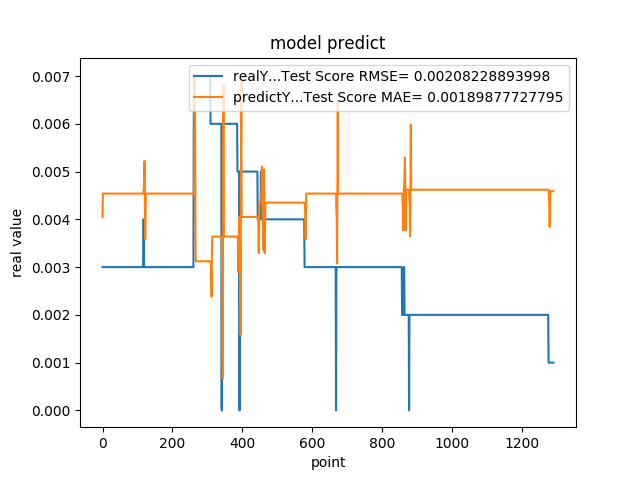 model predict
realY...Test Score RMSE= 0.00208228893998
predictY...Test Score MAE= 0.00189877727795
0.007
0.006
0.005
0.004
0.003
0.002
0.001
0.000
real value
0 200 400 600 800 1000 1200
point